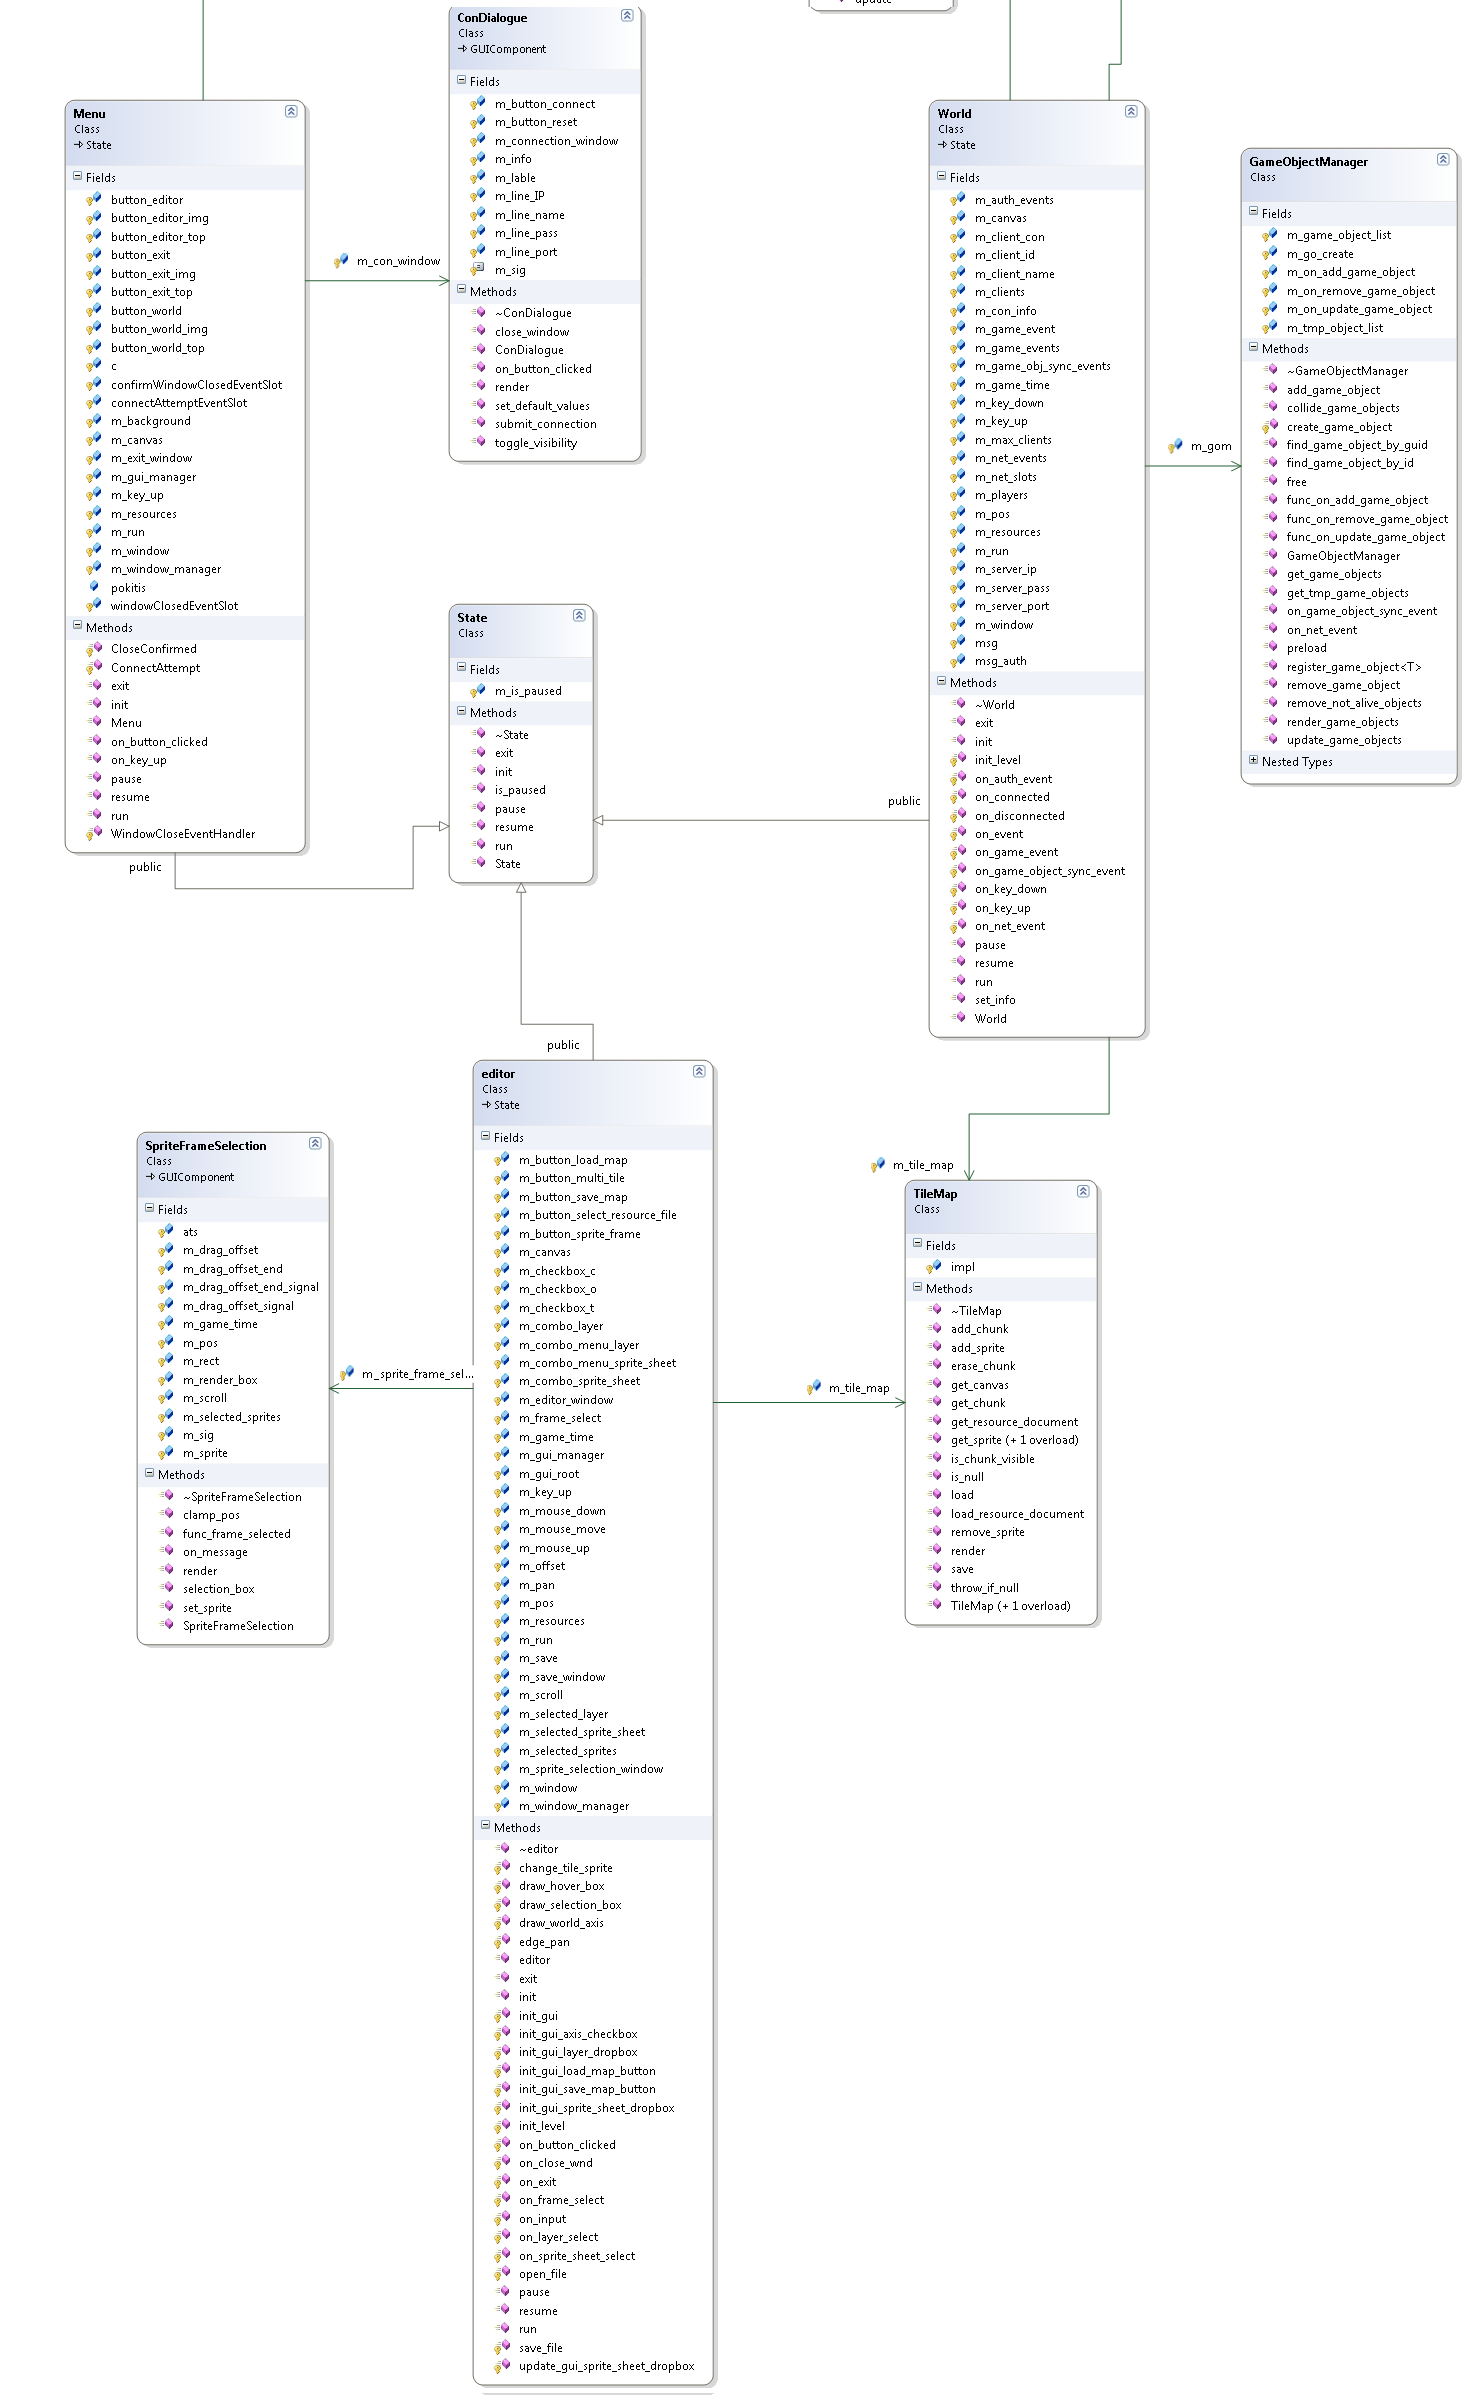 update
ConDialogue
Class
GUIComponent
Fields
m_button_connect
m_button_reset
m_connection_window
m_info
m_lable
m_line_IP
m_line_name
m_line_pass
m_line_port
m_sig
Methods
~ConDialogue
close_window
ConDialogue
on_button_clicked
render
set_default_values
submit_connection
toggle_visibility
Menu
Class
State
Fields
button_editor
button_editor_img
button_editor_top
button_exit
button_exit_img
button_exit_top
button_world
button_world_img
button_world_top
c
confirmWindowClosedEventSlot
connectAttemptEventSlot
m_background
m_canvas
m_exit_window
m_gui_manager
m_key_up
m_resources
m_run
m_window
m_window_manager
pokitis
windowClosedEventSlot
Methods
CloseConfirmed
ConnectAttempt
exit
init
Menu
on_button_clicked
on_key_up
pause
resume
run
WindowCloseEventHandler
public
m_con_window
World
Class
State
Fields
m_auth_events
m_canvas
m_client_con
m_client_id
m_client_name
m_clients
m_con_info
m_game_event
m_game_events
m_game_obj_sync_events
m_game_time
m_key_down
m_key_up
m_max_clients
m_net_events
m_net_slots
m_players
m_pos
m_resources
m_run
m_server_ip
m_server_pass
m_server_port
m_window
msg
msg_auth
Methods
~World
exit
init
init_level
on_auth_event
on_connected
on_disconnected
on_event
on_game_event
on_game_object_sync_event
on_key_down
on_key_up
on_net_event
pause
resume
run
set_info
World
m_gom
GameObjectManager
Class
Fields
m_game_object_list
m_go_create
m_on_add_game_object
m_on_remove_game_object
m_on_update_game_object
m_tmp_object_list
Methods
~GameObjectManager
add_game_object
collide_game_objects
create_game_object
find_game_object_by_guid
find_game_object_by_id
free
func_on_add_game_object
func_on_remove_game_object
func_on_update_game_object
GameObjectManager
get_game_objects
get_tmp_game_objects
on_game_object_sync_event
on_net_event
preload
register_game_object<T>
remove_game_object
remove_not_alive_objects
render_game_objects
update_game_objects
Nested Types
State
Class
Fields
m_is_paused
Methods
~State
exit
init
is_paused
pause
resume
run
State
public
public
editor
Class
State
Fields
m_button_load_map
m_button_multi_tile
m_button_save_map
m_button_select_resource_file
m_button_sprite_frame
m_canvas
m_checkbox_c
m_checkbox_o
m_checkbox_t
m_combo_layer
m_combo_menu_layer
m_combo_menu_sprite_sheet
m_combo_sprite_sheet
m_editor_window
m_frame_select
m_game_time
m_gui_manager
m_gui_root
m_key_up
m_mouse_down
m_mouse_move
m_mouse_up
m_offset
m_pan
m_pos
m_resources
m_run
m_save
m_save_window
m_scroll
m_selected_layer
m_selected_sprite_sheet
m_selected_sprites
m_sprite_selection_window
m_window
m_window_manager
Methods
~editor
change_tile_sprite
draw_hover_box
draw_selection_box
draw_world_axis
edge_pan
editor
exit
init
init_gui
init_gui_axis_checkbox
init_gui_layer_dropbox
init_gui_load_map_button
init_gui_save_map_button
init_gui_sprite_sheet_dropbox
init_level
on_button_clicked
on_close_wnd
on_exit
on_frame_select
on_input
on_layer_select
on_sprite_sheet_select
open_file
pause
resume
run
save_file
update_gui_sprite_sheet_dropbox
SpriteFrameSelection
Class
GUIComponent
Fields
ats
m_drag_offset
m_drag_offset_end
m_drag_offset_end_signal
m_drag_offset_signal
m_game_time
m_pos
m_rect
m_render_box
m_scroll
m_selected_sprites
m_sig
m_sprite
Methods
~SpriteFrameSelection
clamp_pos
func_frame_selected
on_message
render
selection_box
set_sprite
SpriteFrameSelection
m_sprite_frame_sel...
m_tile_map
m_tile_map
TileMap
Class
Fields
impl
Methods
~TileMap
add_chunk
add_sprite
erase_chunk
get_canvas
get_chunk
get_resource_document
get_sprite (+ 1 overload)
is_chunk_visible
is_null
load
load_resource_document
remove_sprite
render
save
throw_if_null
TileMap (+ 1 overload)